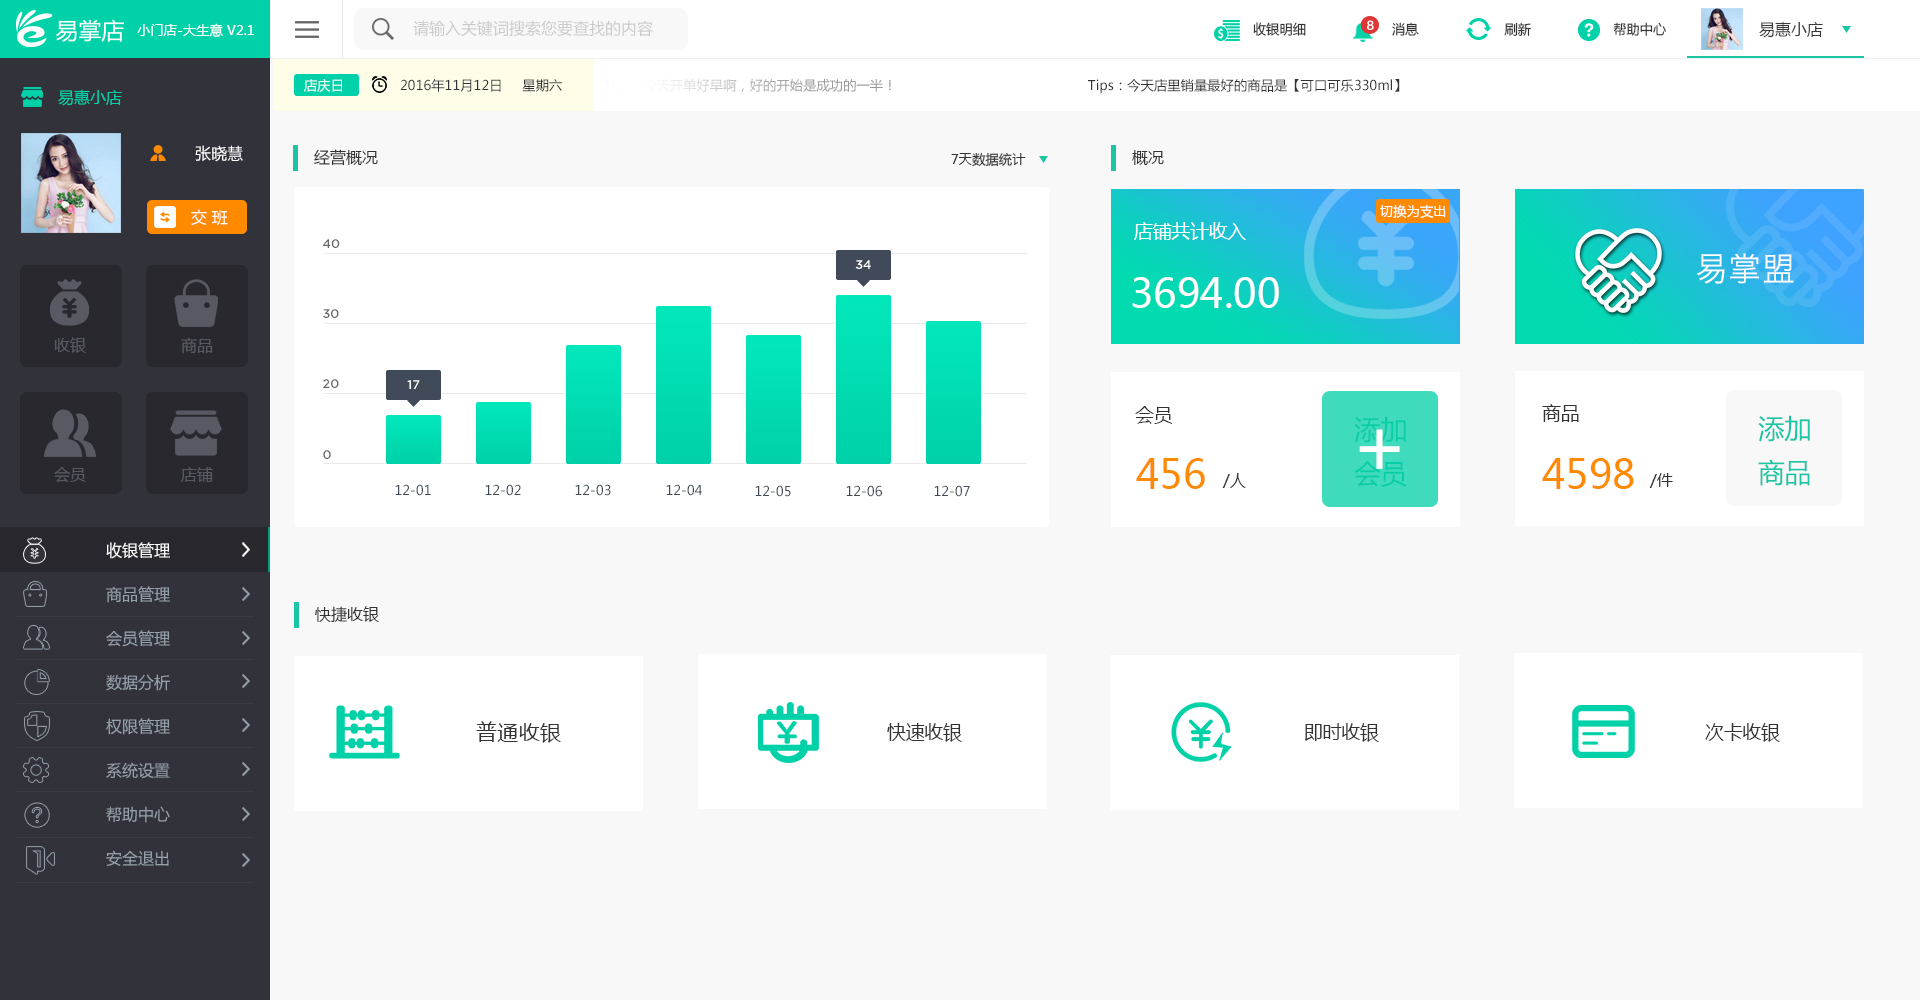 易掌店 小门店-大生意 V2.1
请输入关键词搜索您要查找的内容
收银明细
8
消息
刷新
帮助中心
易惠小店
易惠小店
张晓慧
交 班
收银
商品
会员
店铺
收银管理
商品管理
会员管理
数据分析
权限管理
系统设置
帮助中心
安全退出
店庆日
2016年11月12日 星期六
今天开单好早啊，好的开始是成功的一半！
Tips：今天店里销量最好的商品是【可口可乐330ml】
经营概况
7天数据统计
40
30
20
0
17
34
12-01 12-02 12-03 12-04 12-05 12-06 12-07
概况
切换为支出
店铺共计收入
3694.00
易掌盟
会员
456 /人
添加
会员
商品
4598 /件
添加
商品
快捷收银
普通收银
快速收银
即时收银
次卡收银